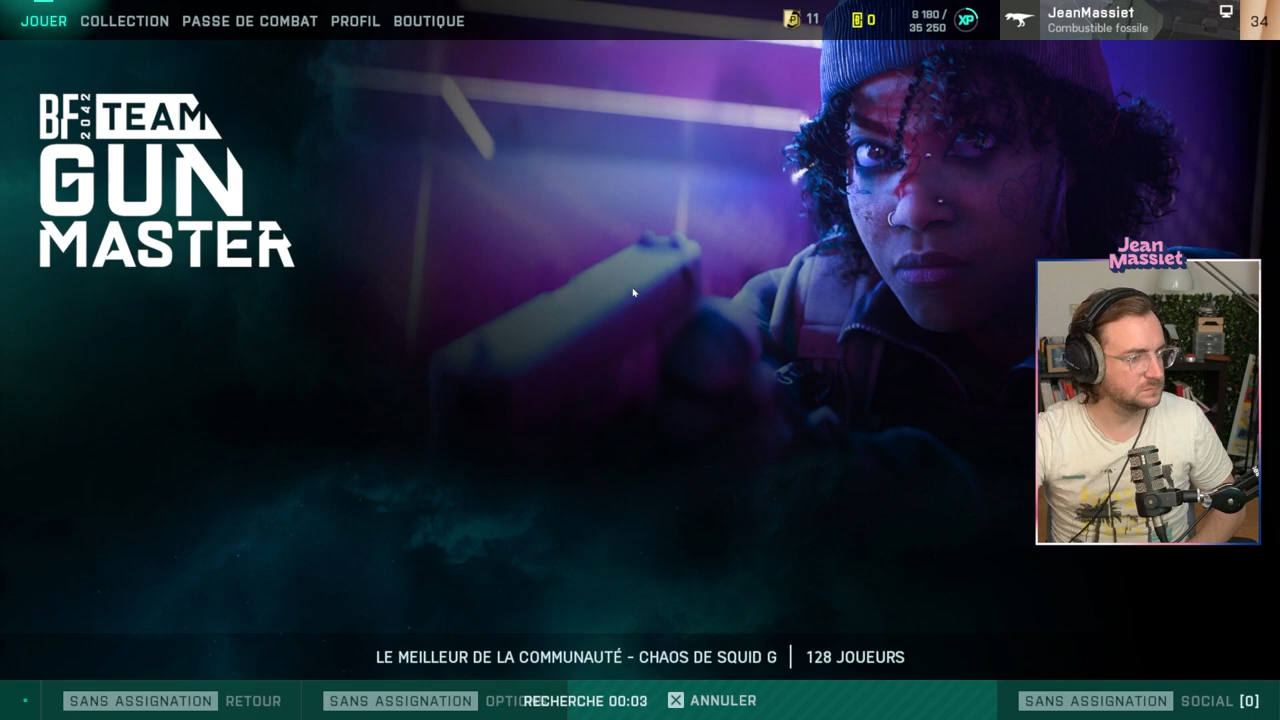 JOUER COLLECTION PASSE DE COMBAT PROFIL BOUTIQUE
11
0
8 180 /
35 250
XP
JeanMassiet
Combustible fossile
34
BF 2042 TEAM
GUN
MASTER
Jean
Massiet
LE MEILLEUR DE LA COMMUNAUTÉ - CHAOS DE SQUID G | 128 JOUEURS
SANS ASSIGNATION RETOUR
SANS ASSIGNATION
RECHERCHE 00:03
ANNULER
SANS ASSIGNATION SOCIAL [0]